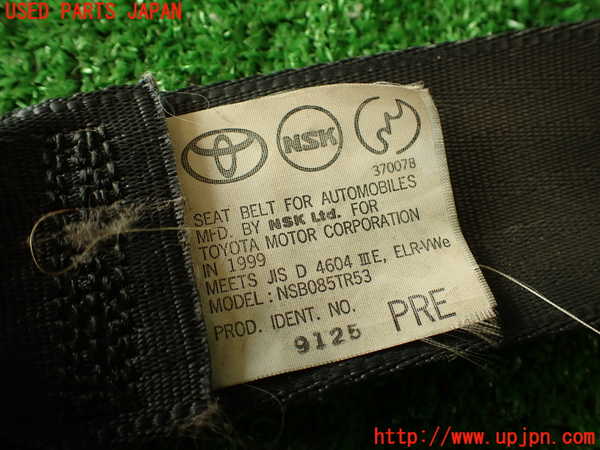 USED PARTS JAPAN
NSK
370078
SEAT BELT FOR AUTOMOBILES
MFD. BY NSK Ltd. FOR
TOYOTA MOTOR CORPORATION
IN 1999
MEETS JIS D 4604 ⅢE, ELR-VWe
MODEL: NSB085TR53
PROD. IDENT. NO. PRE
9125
http://www.upjpn.com/